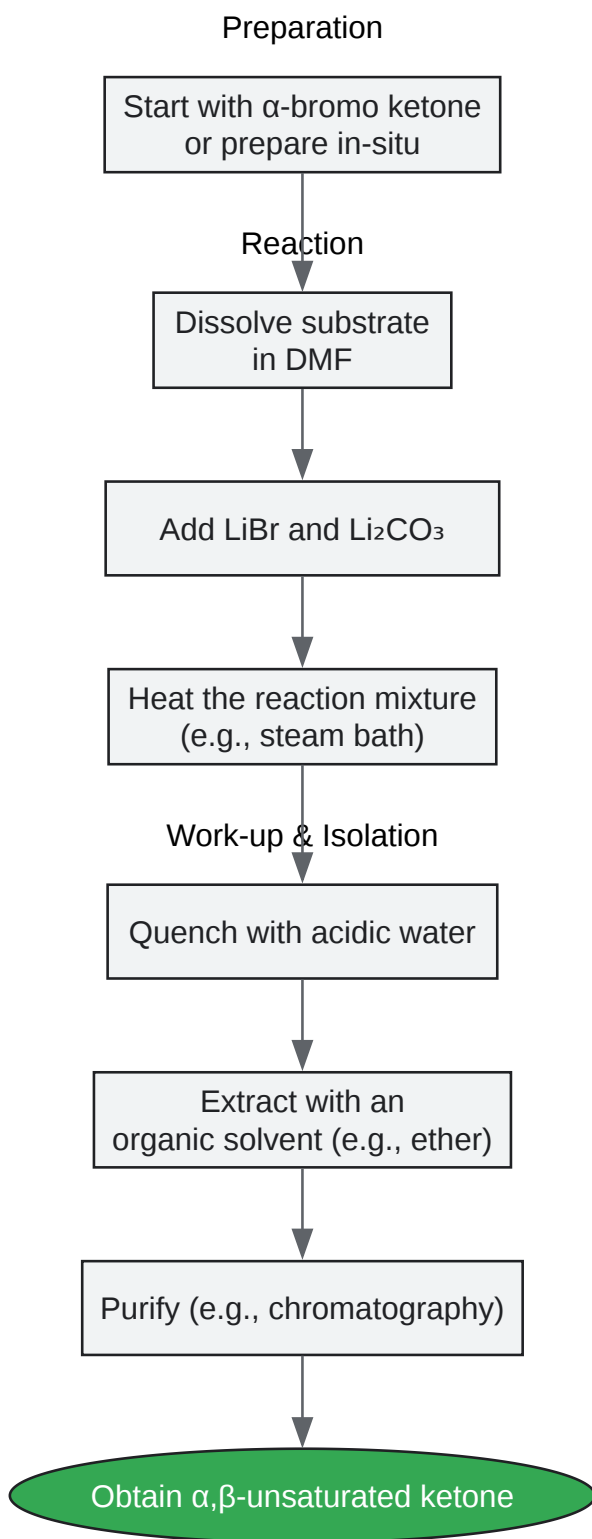 Preparation
Start with α-bromo ketone
or prepare in-situ
Reaction
Dissolve substrate
in DMF
Add LiBr and Li₂CO₃
Heat the reaction mixture
(e.g., steam bath)
Work-up & Isolation
Quench with acidic water
Extract with an
organic solvent (e.g., ether)
Purify (e.g., chromatography)
Obtain α,β-unsaturated ketone